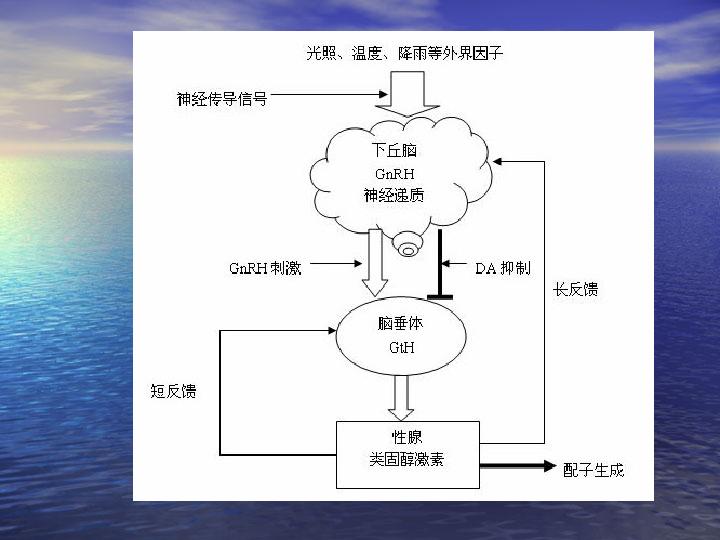 光照、温度、降雨等外界因子
神经传导信号
下丘脑
GnRH
神经递质
GnRH 刺激
DA 抑制
长反馈
脑垂体
GtH
短反馈
性腺
类固醇激素
配子生成